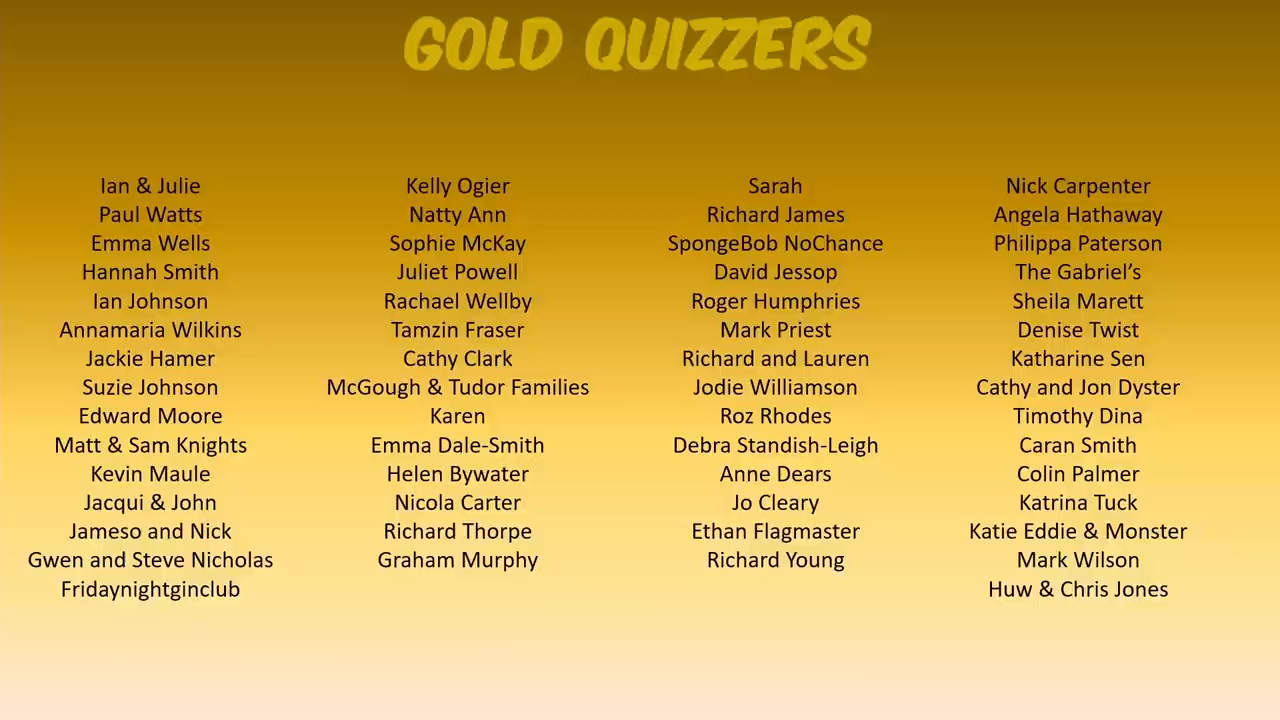 GOLD QUIZZERS
Ian & Julie
Paul Watts
Emma Wells
Hannah Smith
Ian Johnson
Annamaria Wilkins
Jackie Hamer
Suzie Johnson
Edward Moore
Matt & Sam Knights
Kevin Maule
Jacqui & John
Jameso and Nick
Gwen and Steve Nicholas
Fridaynightginclub
Kelly Ogier
Natty Ann
Sophie McKay
Juliet Powell
Rachael Wellby
Tamzin Fraser
Cathy Clark
McGough & Tudor Families
Karen
Emma Dale-Smith
Helen Bywater
Nicola Carter
Richard Thorpe
Graham Murphy
Sarah
Richard James
SpongeBob NoChance
David Jessop
Roger Humphries
Mark Priest
Richard and Lauren
Jodie Williamson
Roz Rhodes
Debra Standish-Leigh
Anne Dears
Jo Cleary
Ethan Flagmaster
Richard Young
Nick Carpenter
Angela Hathaway
Philippa Paterson
The Gabriel’s
Sheila Marett
Denise Twist
Katharine Sen
Cathy and Jon Dyster
Timothy Dina
Caran Smith
Colin Palmer
Katrina Tuck
Katie Eddie & Monster
Mark Wilson
Huw & Chris Jones